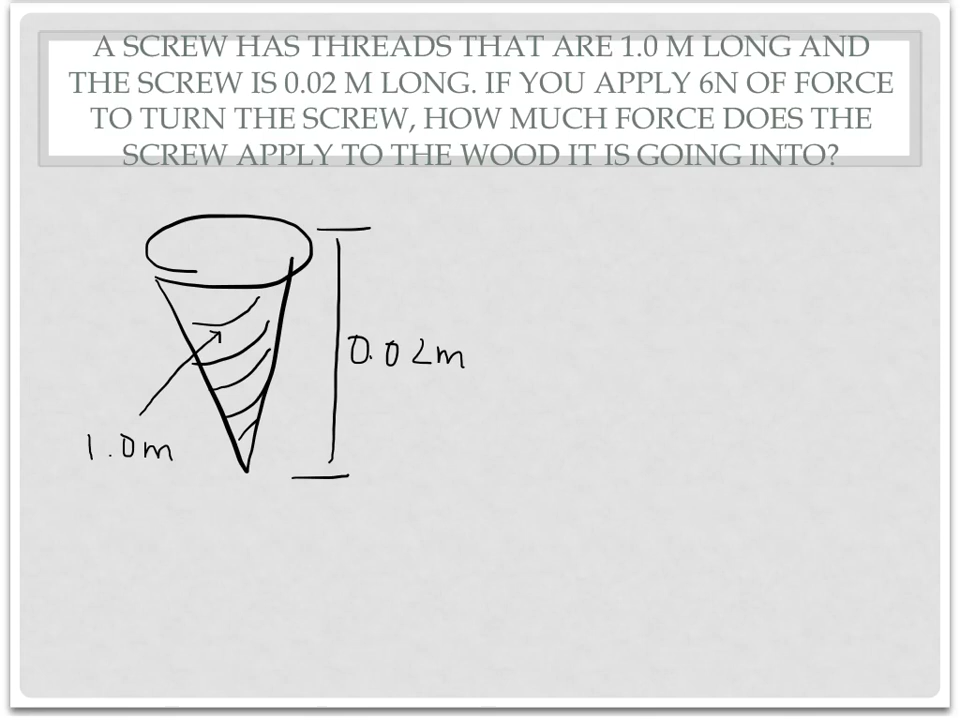 A SCREW HAS THREADS THAT ARE 1.0 M LONG AND
THE SCREW IS 0.02 M LONG. IF YOU APPLY 6N OF FORCE
TO TURN THE SCREW, HOW MUCH FORCE DOES THE
SCREW APPLY TO THE WOOD IT IS GOING INTO?
0.02m
1.0m